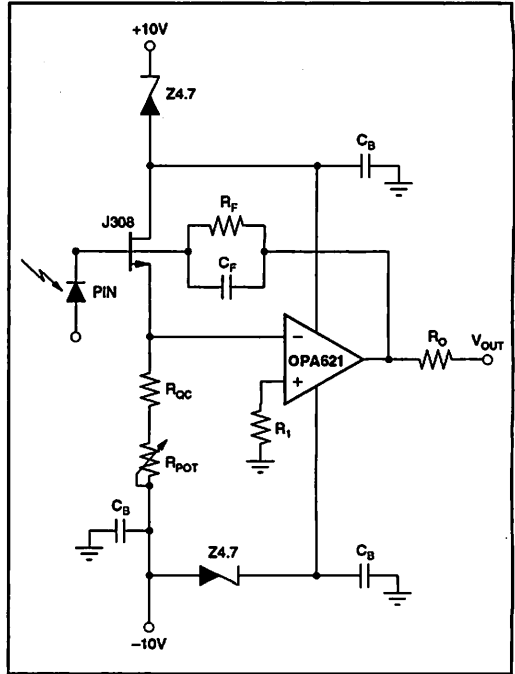 +10V
Z4.7
C_B
R_F
J308
C_F
PIN
OPA621
R_O
V_OUT
R_QC
R_1
R_POT
C_B
Z4.7
C_B
−10V
−
+